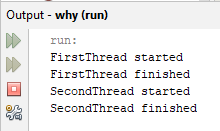 Output - why (run)
run:
FirstThread started
FirstThread finished
SecondThread started
SecondThread finished